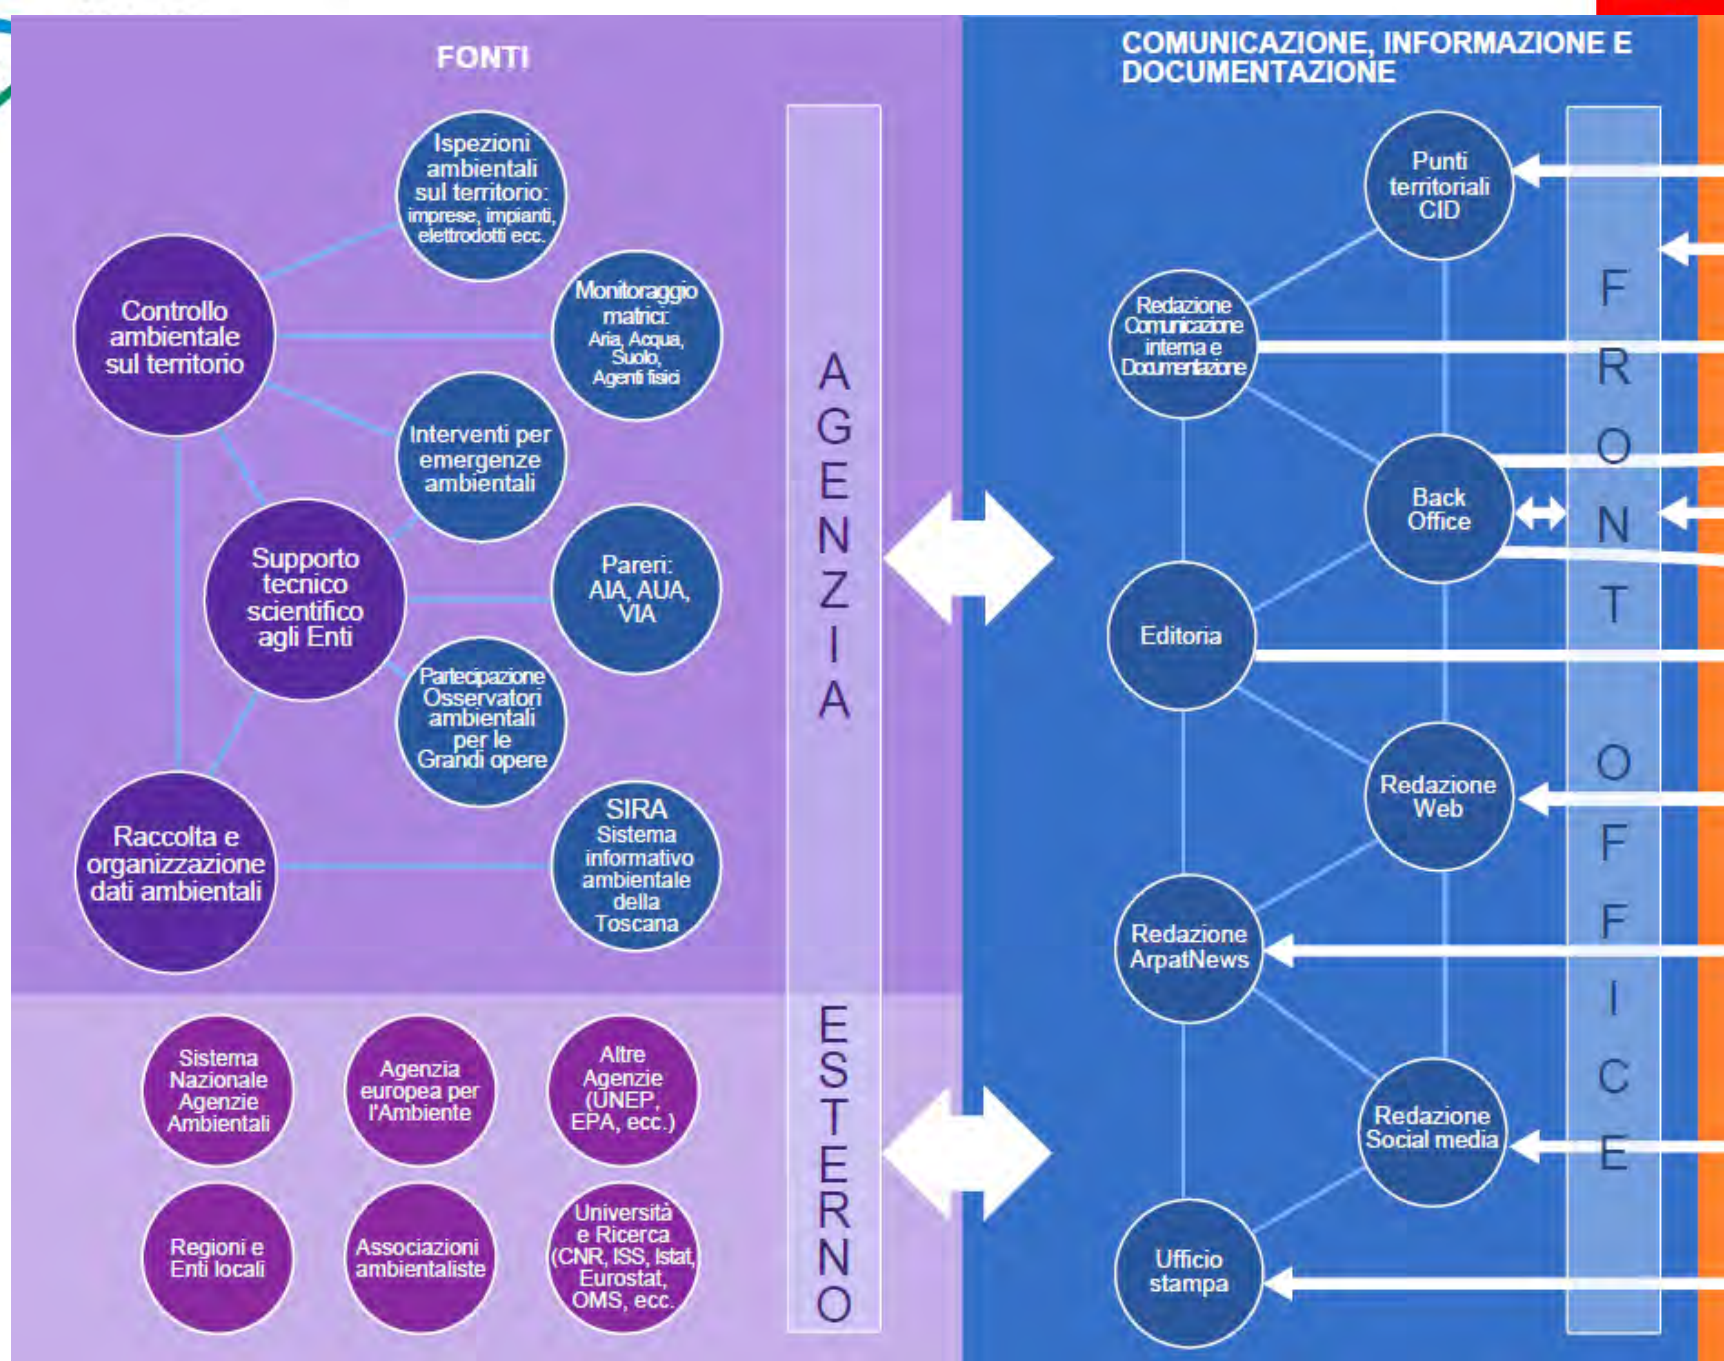 FONTI
Ispezioni
ambientali
sul territorio:
imprese, impianti,
elettrodotti ecc.
Controllo
ambientale
sul territorio
Monitoraggio
matrici:
Aria, Acqua,
Suolo,
Agenti fisici
Interventi per
emergenze
ambientali
Supporto
tecnico
scientifico
agli Enti
Pareri:
AIA, AUA,
VIA
Partecipazione
Osservatori
ambientali
per le
Grandi opere
Raccolta e
organizzazione
dati ambientali
SIRA
Sistema
informativo
ambientale
della
Toscana
AGENZIA
Sistema
Nazionale
Agenzie
Ambientali
Agenzia
europea per
l'Ambiente
Altre
Agenzie
(UNEP,
EPA, ecc.)
Regioni e
Enti locali
Associazioni
ambientaliste
Università
e Ricerca
(CNR, ISS, Istat,
Eurostat,
OMS, ecc.
ESTERNO
COMUNICAZIONE, INFORMAZIONE E
DOCUMENTAZIONE
Punti
territoriali
CID
Redazione
Comunicazione
interna e
Documentazione
Back
Office
Editoria
Redazione
Web
Redazione
ArpatNews
Redazione
Social media
Ufficio
stampa
FRONT OFFICE